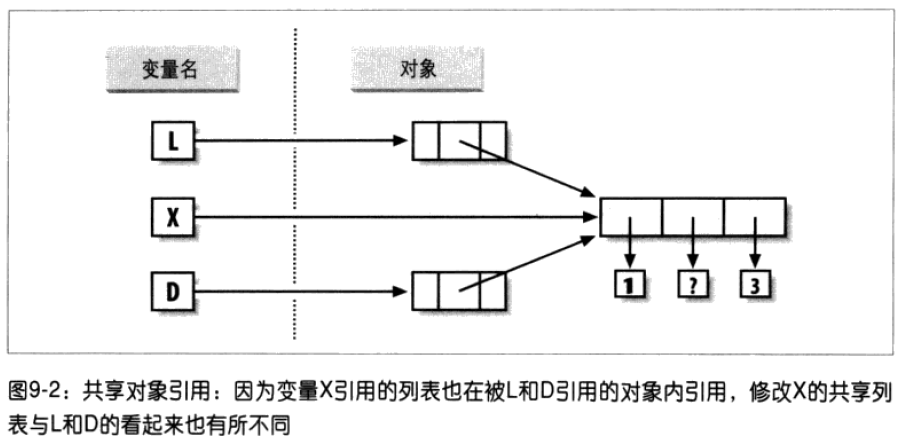 变量名
对象
L
X
D
1
?
3
图9-2：共享对象引用：因为变量X引用的列表也在被L和D引用的对象内引用，修改X的共享列
表与L和D的看起来也有所不同